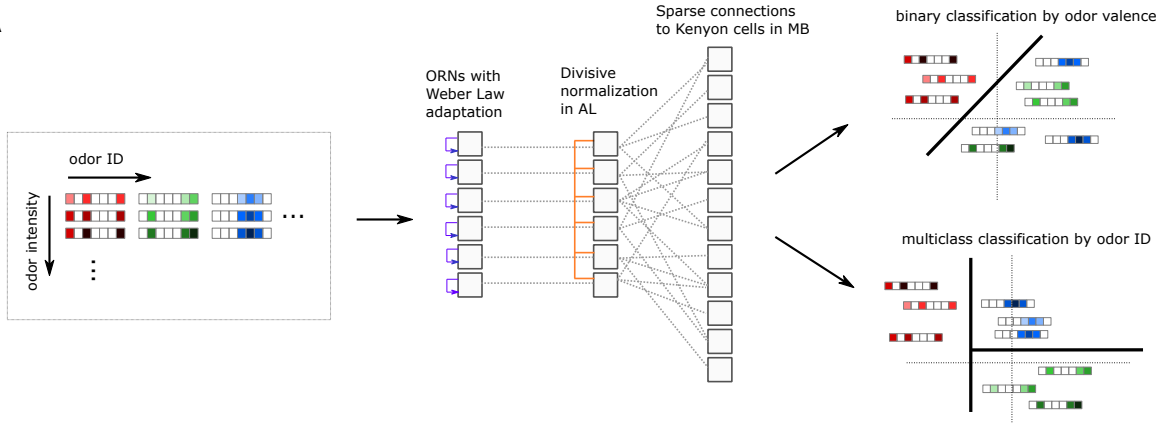 odor ID
odor intensity
...
ORNs with
Weber Law
adaptation
Divisive
normalization
in AL
Sparse connections
to Kenyon cells in MB
binary classification by odor valence
multiclass classification by odor ID